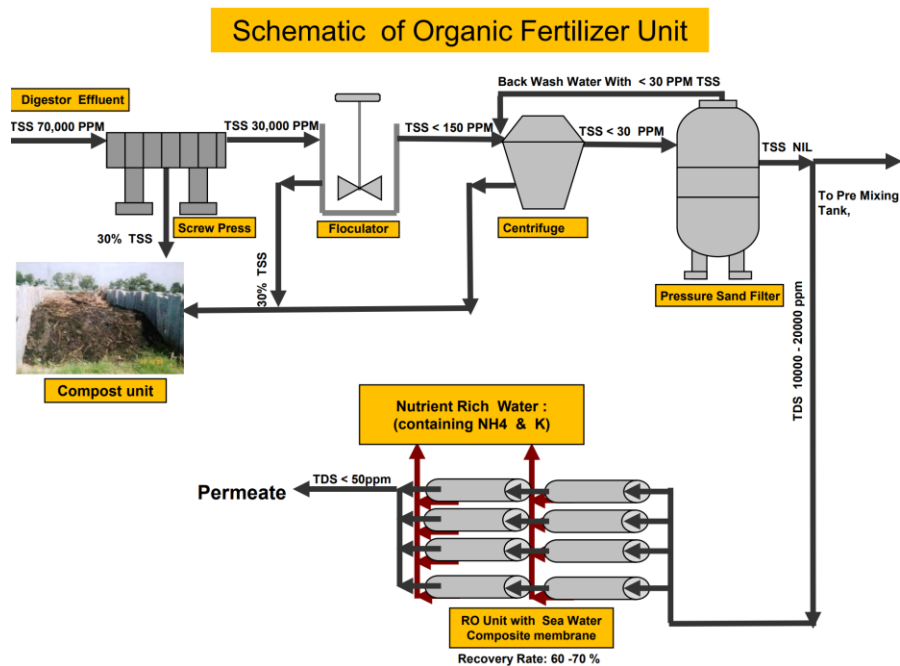 Schematic of Organic Fertilizer Unit
Back Wash Water With < 30 PPM TSS
Digestor Effluent
TSS 70,000 PPM
TSS 30,000 PPM
TSS < 150 PPM
TSS < 30 PPM
TSS NIL
To Pre Mixing
Tank,
Screw Press
Floculator
Centrifuge
30% TSS
30% TSS
Pressure Sand Filter
Compost unit
TDS 10000 - 20000 ppm
Nutrient Rich Water :
(containing NH4 & K)
TDS < 50ppm
Permeate
RO Unit with Sea Water
Composite membrane
Recovery Rate: 60 -70 %